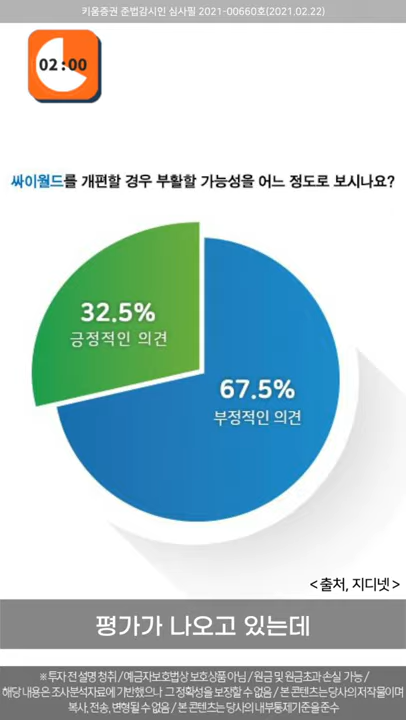 키움증권 준법감시인 심사필 2021-00660호(2021.02.22)
02:00
싸이월드를 개편할 경우 부활할 가능성을 어느 정도로 보시나요?
32.5%
긍정적인 의견
67.5%
부정적인 의견
<출처, 지디넷>
평가가 나오고 있는데
※투자 전 설명 청취 / 예금자보호법상 보호상품 아님 / 원금 및 원금초과 손실 가능 /
해당 내용은 조사분석자료에 기반했으나 그 정확성을 보장할 수 없음 / 본 콘텐츠는 당사의 저작물이며
복사, 전송, 변형될 수 없음 / 본 콘텐츠는 당사의 내부통제기준을 준수